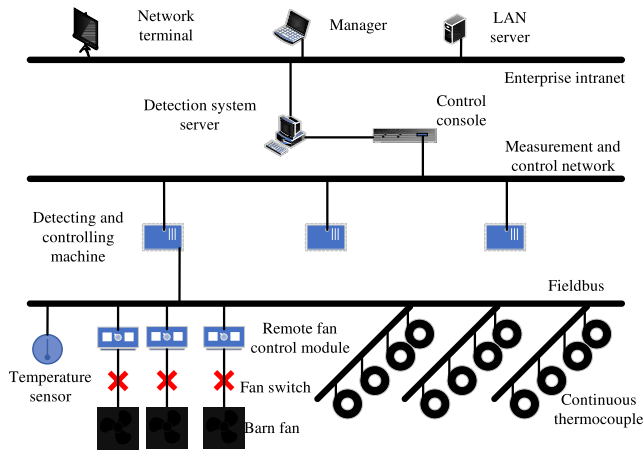 Network
terminal
Manager
LAN
server
Enterprise intranet
Detection system
server
Control
console
Measurement and
control network
Detecting and
controlling
machine
Fieldbus
Remote fan
control module
Temperature
sensor
Fan switch
Continuous
thermocouple
Barn fan